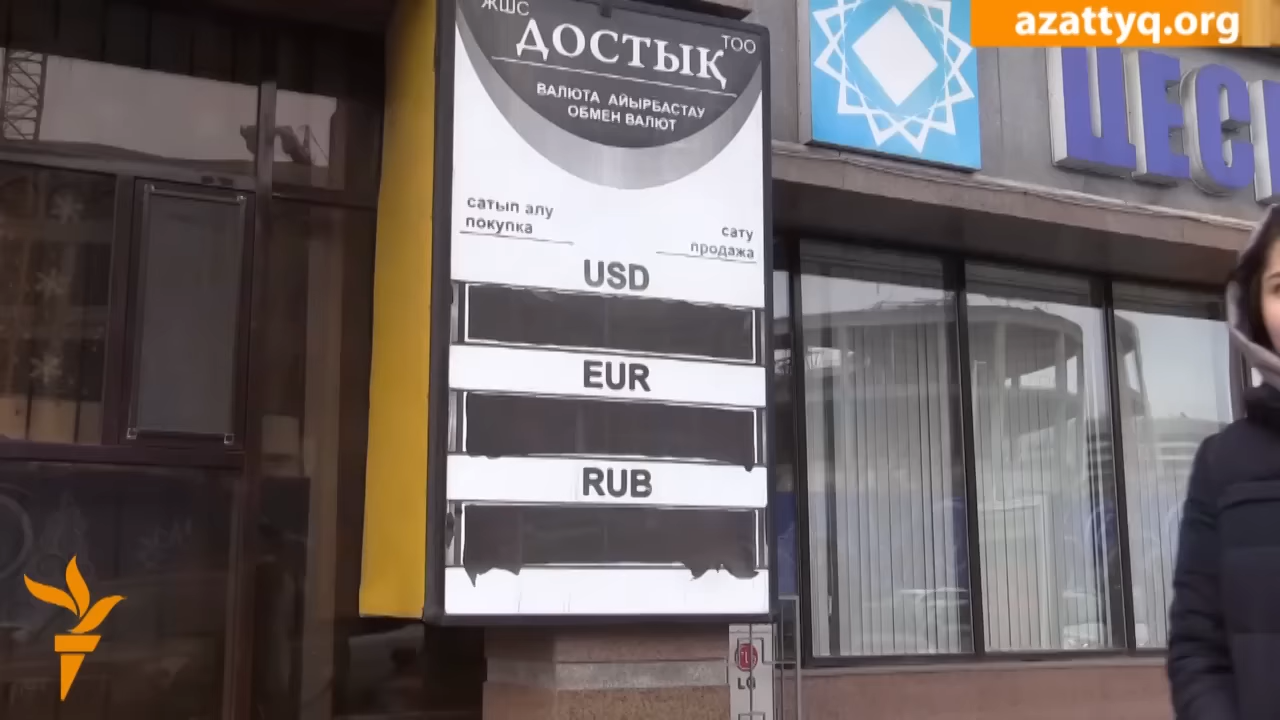 azattyq.org
ЖШС
ДОСТЫҚ
ТОО
ВАЛЮТА АЙЫРБАСТАУ
ОБМЕН ВАЛЮТ
сатып алу
покупка
сату
продажа
USD
EUR
RUB
LG